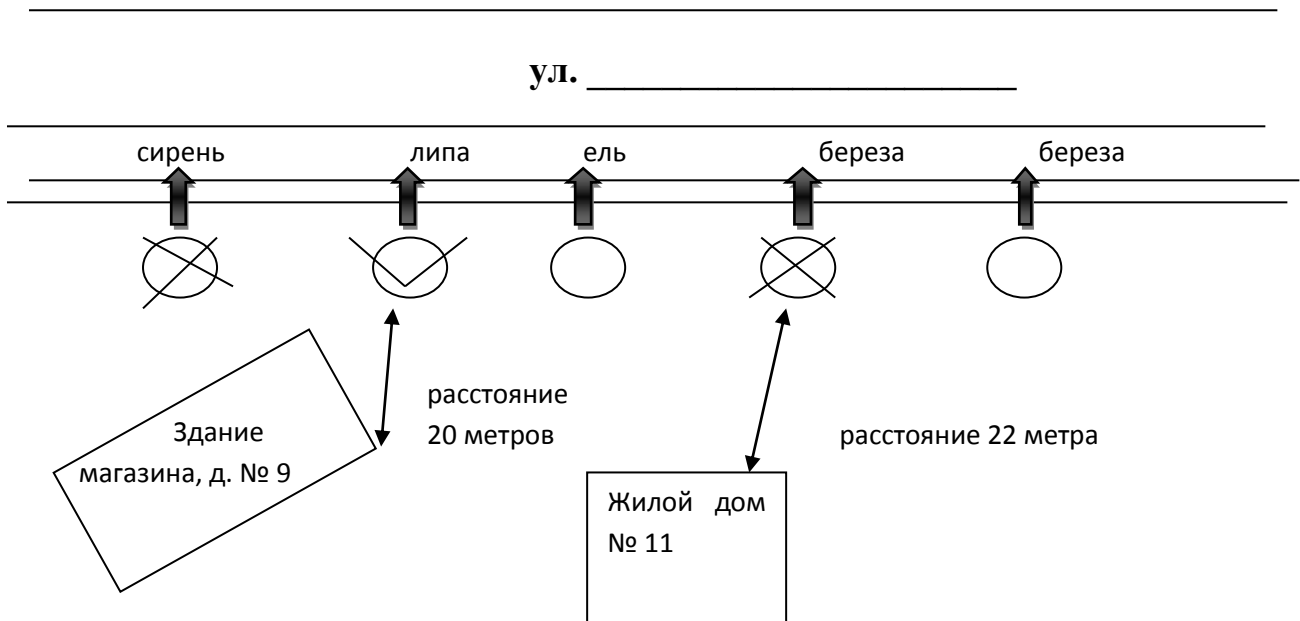 ул. ________________________
сирень липа ель береза береза
расстояние
20 метров
Здание
магазина, д. № 9
расстояние 22 метра
Жилой дом
№ 11